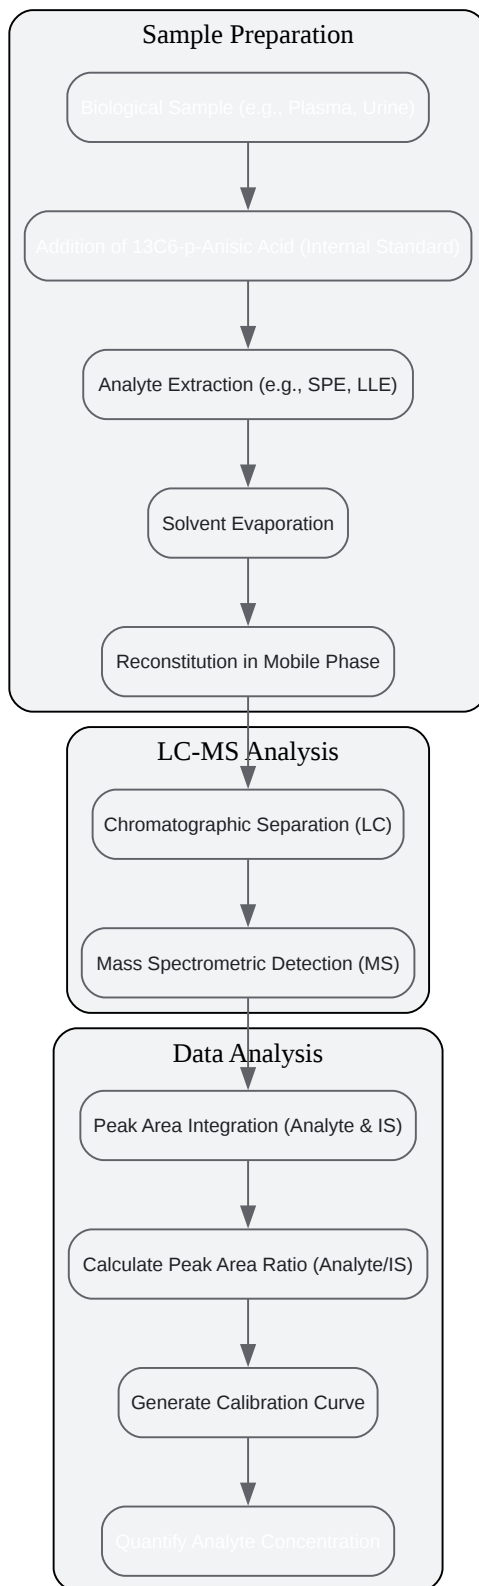 Sample Preparation
Biological Sample (e.g., Plasma, Urine)
Addition of 13C6-p-Anisic Acid (Internal Standard)
Analyte Extraction (e.g., SPE, LLE)
Solvent Evaporation
Reconstitution in Mobile Phase
LC-MS Analysis
Chromatographic Separation (LC)
Mass Spectrometric Detection (MS)
Data Analysis
Peak Area Integration (Analyte & IS)
Calculate Peak Area Ratio (Analyte/IS)
Generate Calibration Curve
Quantify Analyte Concentration